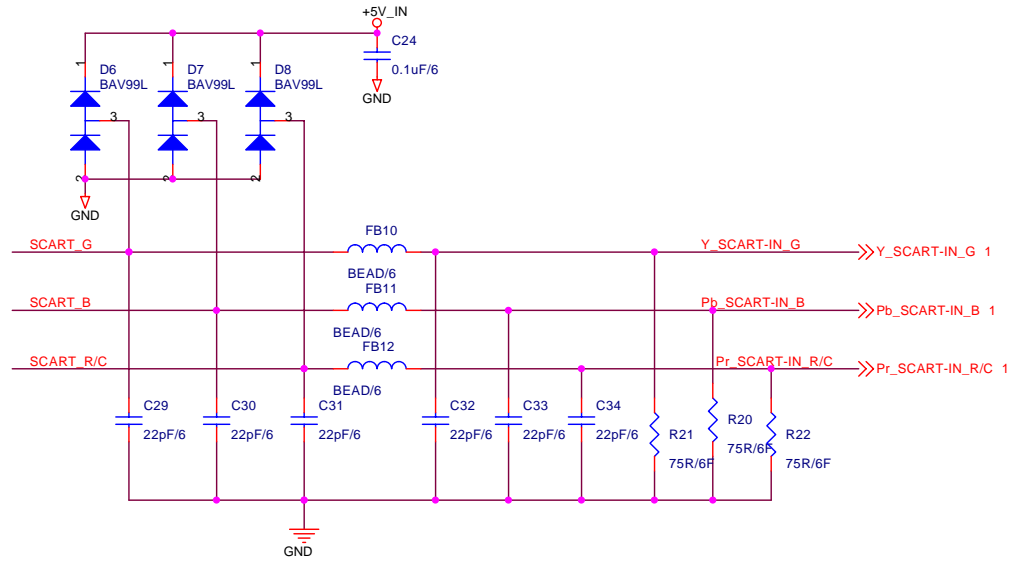 +5V_IN
C24
0.1uF/6
GND
1 1 1
D6 D7 D8
BAV99L BAV99L BAV99L
3 3 3
2 2 2
GND
SCART_G FB10 Y_SCART-IN_G Y_SCART-IN_G 1
BEAD/6
SCART_B FB11 Pb_SCART-IN_B Pb_SCART-IN_B 1
BEAD/6
SCART_R/C FB12 Pr_SCART-IN_R/C Pr_SCART-IN_R/C 1
BEAD/6
C29 C30 C31 C32 C33 C34 R21 R20 R22
22pF/6 22pF/6 22pF/6 22pF/6 22pF/6 22pF/6 75R/6F 75R/6F 75R/6F
GND